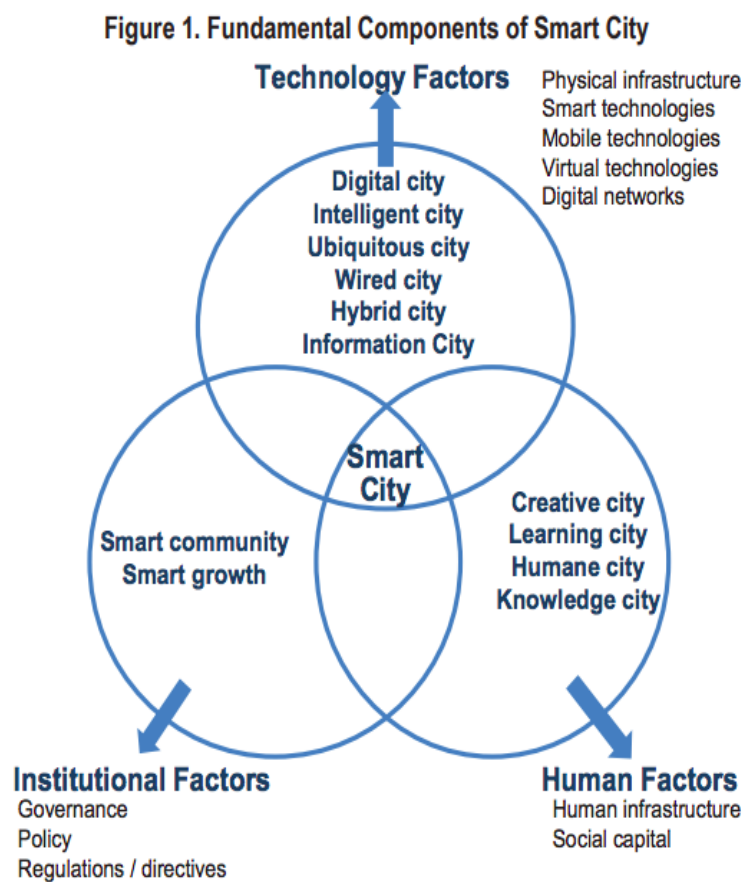 Figure 1. Fundamental Components of Smart City
Technology Factors
Physical infrastructure
Smart technologies
Mobile technologies
Virtual technologies
Digital networks
Digital city
Intelligent city
Ubiquitous city
Wired city
Hybrid city
Information City
Smart
City
Smart community
Smart growth
Creative city
Learning city
Humane city
Knowledge city
Institutional Factors
Governance
Policy
Regulations / directives
Human Factors
Human infrastructure
Social capital